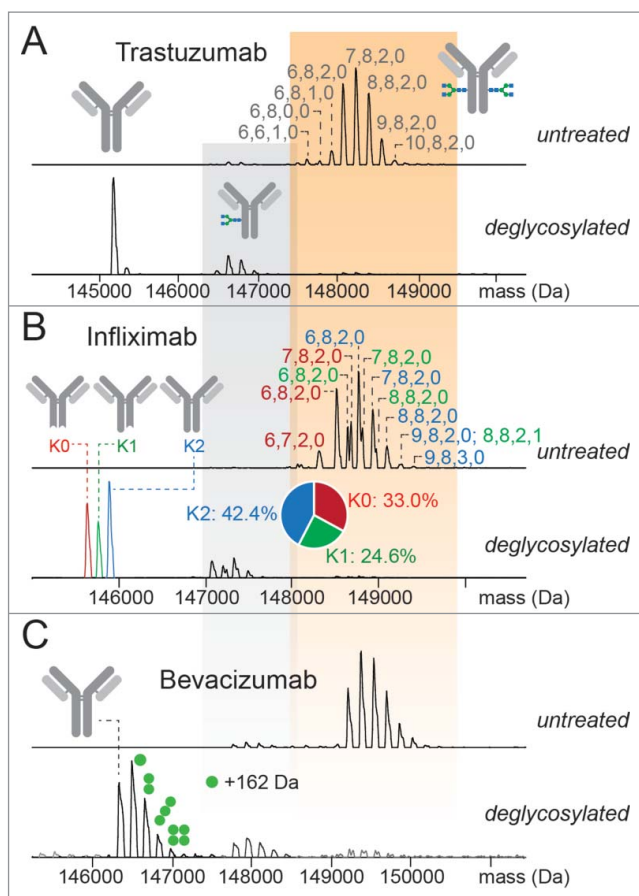 A
Trastuzumab
7,8,2,0
6,8,2,0
8,8,2,0
6,8,1,0
6,8,0,0
6,6,1,0
9,8,2,0
10,8,2,0
untreated
deglycosylated
145000 146000 147000 148000 149000 mass (Da)
B
Infliximab
6,8,2,0
7,8,2,0
7,8,2,0
6,8,2,0
7,8,2,0
6,8,2,0
8,8,2,0
8,8,2,0
6,7,2,0
9,8,2,0; 8,8,2,1
9,8,3,0
untreated
K0 K1 K2
K2: 42.4%
K0: 33.0%
K1: 24.6%
deglycosylated
146000 147000 148000 149000 mass (Da)
C
Bevacizumab
untreated
+162 Da
deglycosylated
146000 147000 148000 149000 150000 mass (Da)